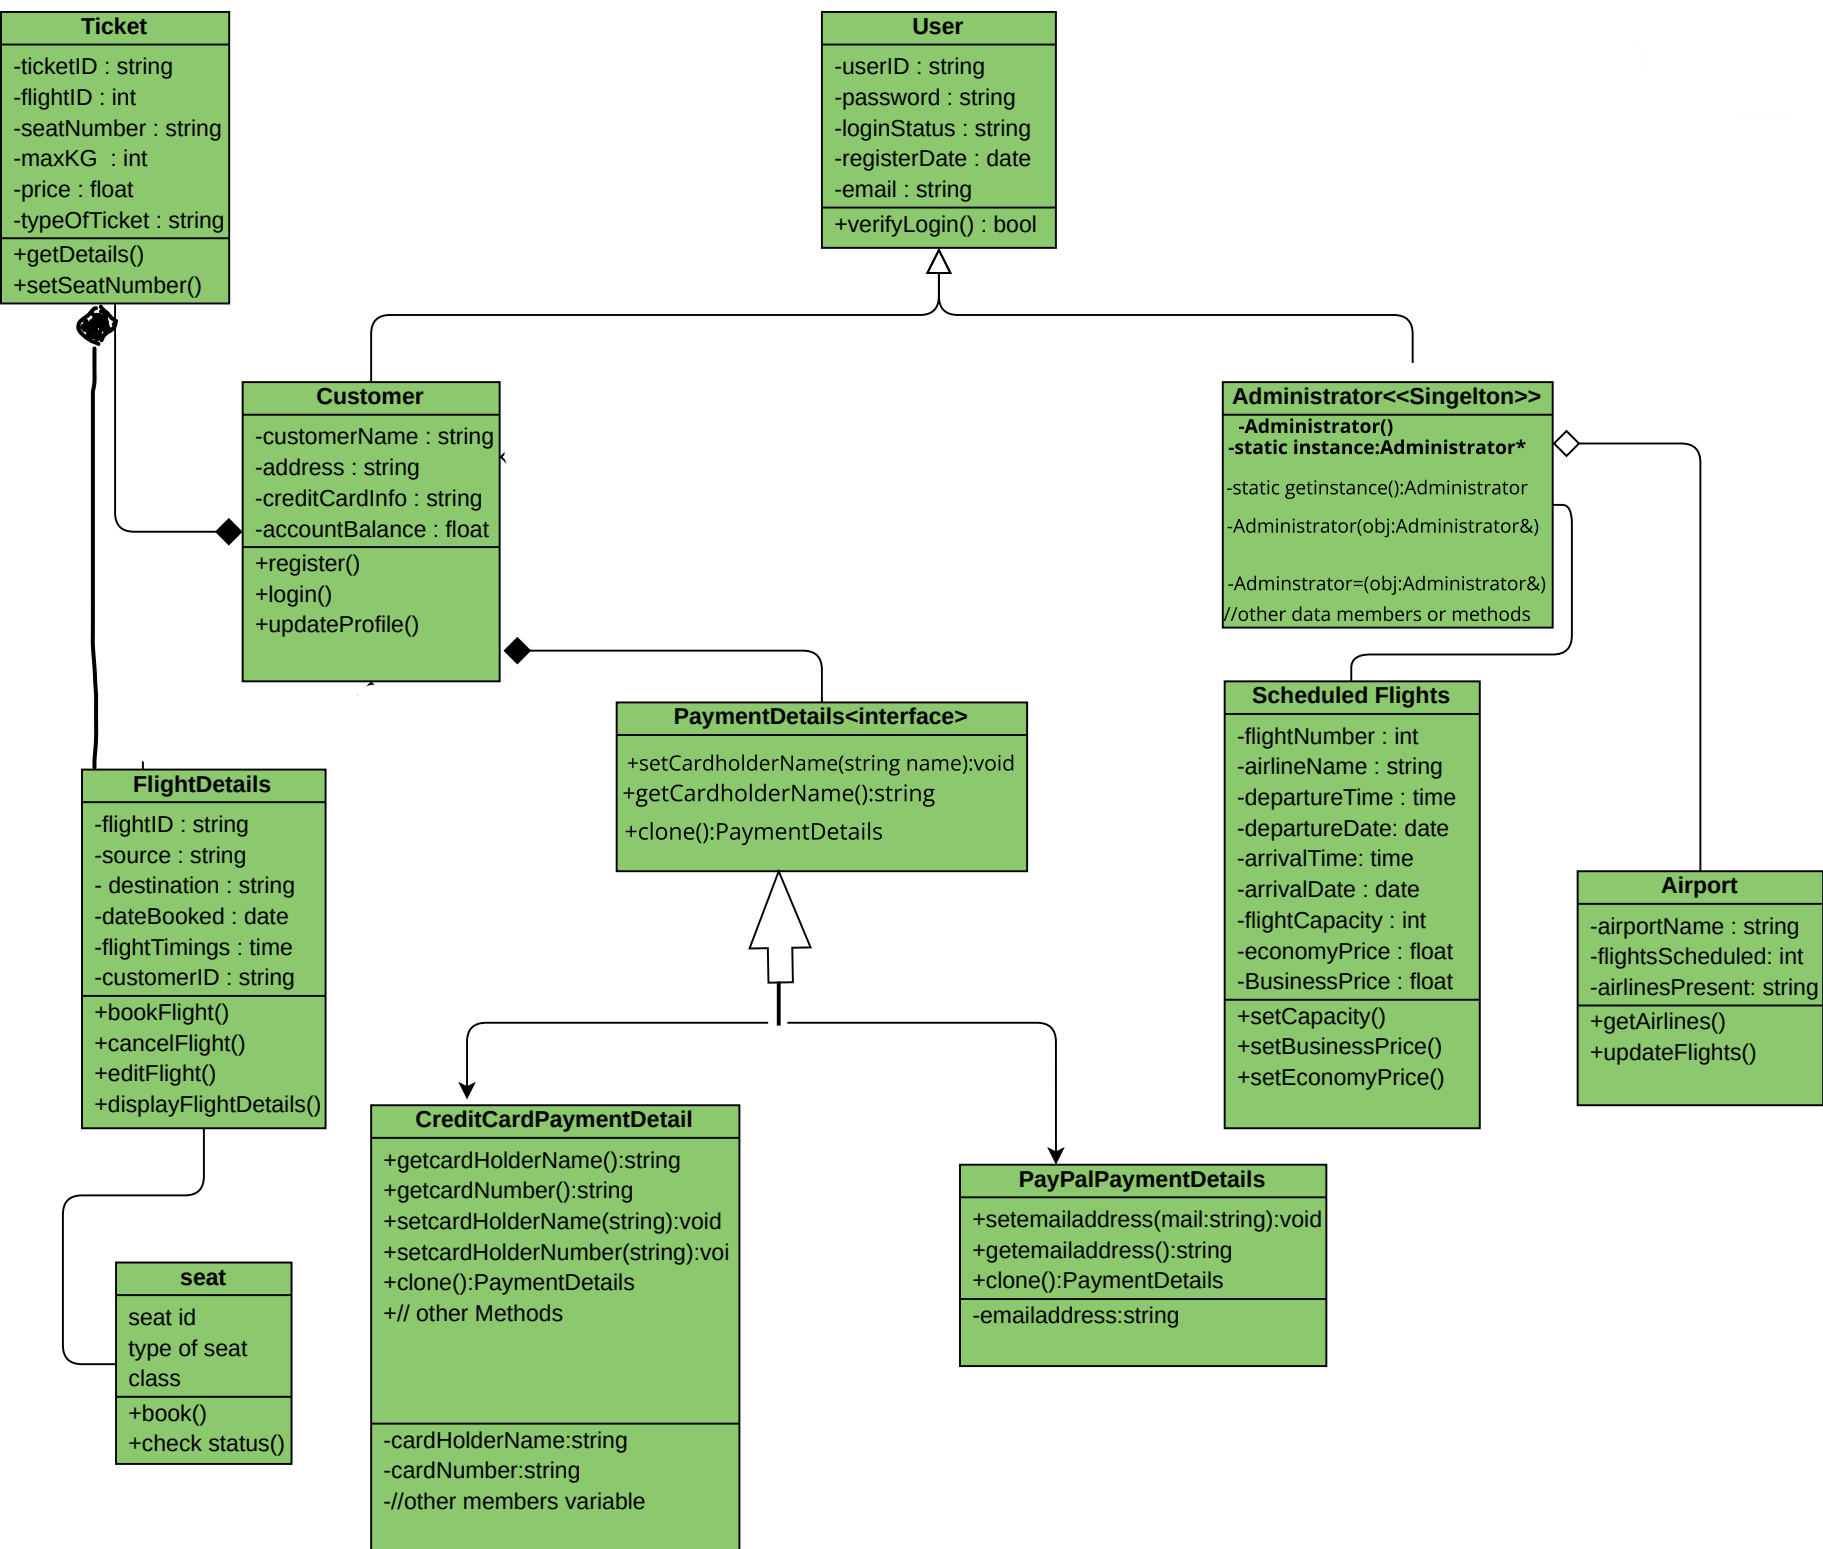 Ticket
-ticketID : string
-flightID : int
-seatNumber : string
-maxKG  : int
-price : float
-typeOfTicket : string
+getDetails()
+setSeatNumber()
User
-userID : string
-password : string
-loginStatus : string
-registerDate : date
-email : string
+verifyLogin() : bool
Customer
-customerName : string
-address : string
-creditCardInfo : string
-accountBalance : float
+register()
+login()
+updateProfile()
Administrator<<Singelton>>
-Administrator()
-static instance:Administrator*
-static getinstance():Administrator
-Administrator(obj:Administrator&)
-Adminstrator=(obj:Administrator&)
//other data members or methods
PaymentDetails<interface>
+setCardholderName(string name):void
+getCardholderName():string
+clone():PaymentDetails
Scheduled Flights
-flightNumber : int
-airlineName : string
-departureTime : time
-departureDate: date
-arrivalTime: time
-arrivalDate : date
-flightCapacity : int
-economyPrice : float
-BusinessPrice : float
+setCapacity()
+setBusinessPrice()
+setEconomyPrice()
FlightDetails
-flightID : string
-source : string
- destination : string
-dateBooked : date
-flightTimings : time
-customerID : string
+bookFlight()
+cancelFlight()
+editFlight()
+displayFlightDetails()
Airport
-airportName : string
-flightsScheduled: int
-airlinesPresent: string
+getAirlines()
+updateFlights()
CreditCardPaymentDetail
+getcardHolderName():string
+getcardNumber():string
+setcardHolderName(string):void
+setcardHolderNumber(string):voi
+clone():PaymentDetails
+// other Methods
-cardHolderName:string
-cardNumber:string
-//other members variable
PayPalPaymentDetails
+setemailaddress(mail:string):void
+getemailaddress():string
+clone():PaymentDetails
-emailaddress:string
seat
seat id
type of seat
class
+book()
+check status()